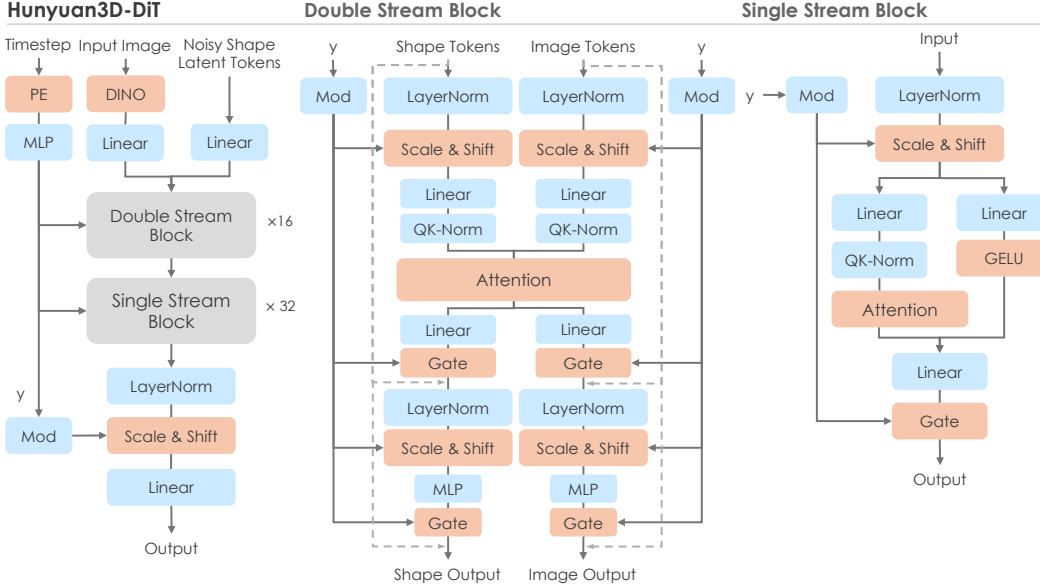 Hunyuan3D-DiT
Timestep
Input Image
Noisy Shape
Latent Tokens
PE
DINO
MLP
Linear
Linear
Double Stream
Block
×16
Single Stream
Block
× 32
LayerNorm
y
Mod
Scale & Shift
Linear
Output
Double Stream Block
y
Shape Tokens
Image Tokens
y
Mod
LayerNorm
LayerNorm
Mod
Scale & Shift
Scale & Shift
Linear
Linear
QK-Norm
QK-Norm
Attention
Linear
Linear
Gate
Gate
LayerNorm
LayerNorm
Scale & Shift
Scale & Shift
MLP
MLP
Gate
Gate
Shape Output
Image Output
Single Stream Block
Input
y
Mod
LayerNorm
Scale & Shift
Linear
Linear
QK-Norm
GELU
Attention
Linear
Gate
Output